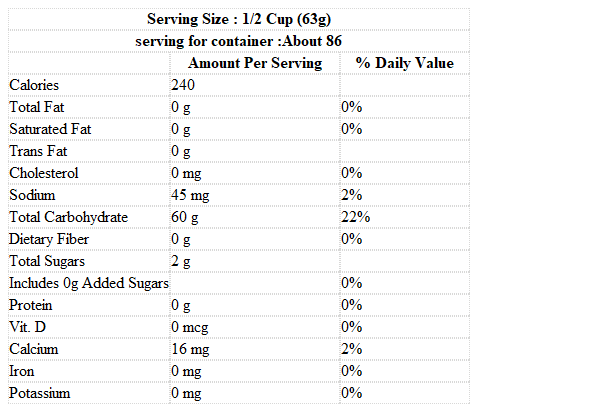 Serving Size : 1/2 Cup (63g)
serving for container :About 86
Amount Per Serving % Daily Value
Calories 240
Total Fat 0 g 0%
Saturated Fat 0 g 0%
Trans Fat 0 g
Cholesterol 0 mg 0%
Sodium 45 mg 2%
Total Carbohydrate 60 g 22%
Dietary Fiber 0 g 0%
Total Sugars 2 g
Includes 0g Added Sugars 0%
Protein 0 g 0%
Vit. D 0 mcg 0%
Calcium 16 mg 2%
Iron 0 mg 0%
Potassium 0 mg 0%